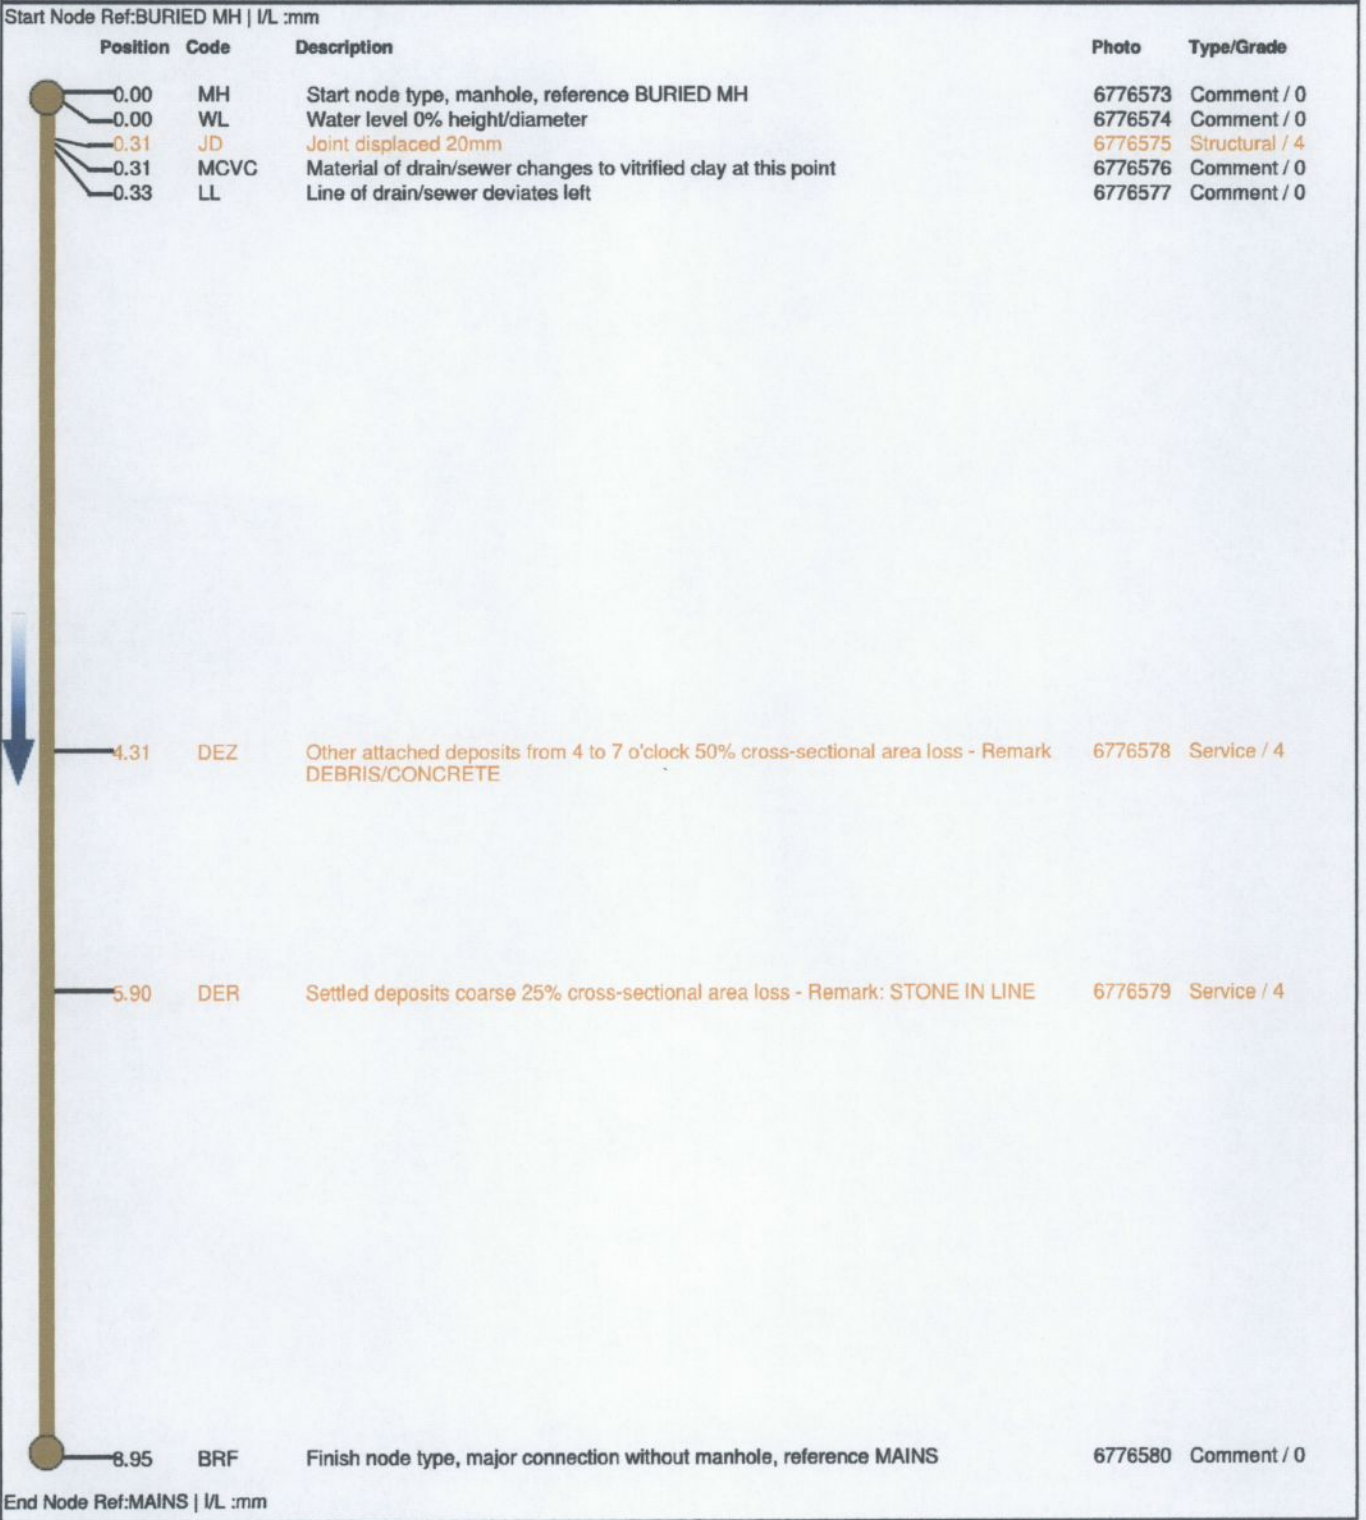 Start Node Ref:BURIED MH | I/L :mm
Position Code Description Photo Type/Grade
0.00 MH Start node type, manhole, reference BURIED MH 6776573 Comment / 0
0.00 WL Water level 0% height/diameter 6776574 Comment / 0
0.31 JD Joint displaced 20mm 6776575 Structural / 4
0.31 MCVC Material of drain/sewer changes to vitrified clay at this point 6776576 Comment / 0
0.33 LL Line of drain/sewer deviates left 6776577 Comment / 0
4.31 DEZ Other attached deposits from 4 to 7 o'clock 50% cross-sectional area loss - Remark 6776578 Service / 4
DEBRIS/CONCRETE
5.90 DER Settled deposits coarse 25% cross-sectional area loss - Remark: STONE IN LINE 6776579 Service / 4
8.95 BRF Finish node type, major connection without manhole, reference MAINS 6776580 Comment / 0
End Node Ref:MAINS | I/L :mm